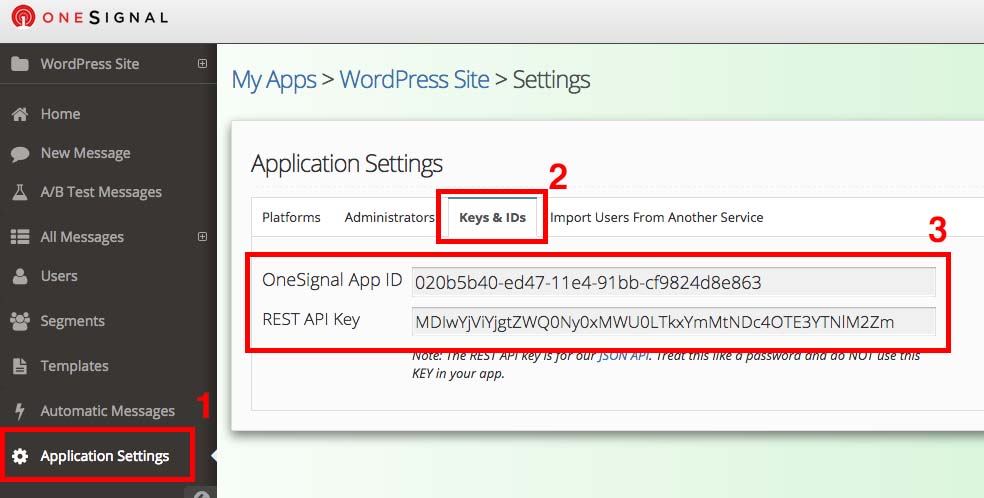 ONESIGNAL
WordPress Site
Home
New Message
A/B Test Messages
All Messages
Users
Segments
Templates
Automatic Messages
1
Application Settings
My Apps > WordPress Site > Settings
Application Settings
2
Platforms Administrators Keys & IDs Import Users From Another Service
3
OneSignal App ID 020b5b40-ed47-11e4-91bb-cf9824d8e863
REST API Key MDIwYjViYjgtZWQ0Ny0xMWU0LTkxYmMtNDc4OTE3YTNlM2Zm
Note: The REST API key is for our JSON API. Treat this like a password and do NOT use this
KEY in your app.